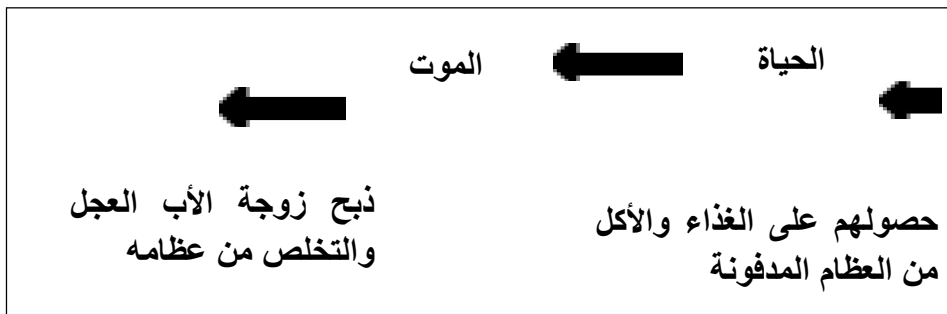 الحياة
الموت
حصولهم على الغذاء والأكل
من العظام المدفونة
ذبح زوجة الأب العجل
والتخلص من عظامه